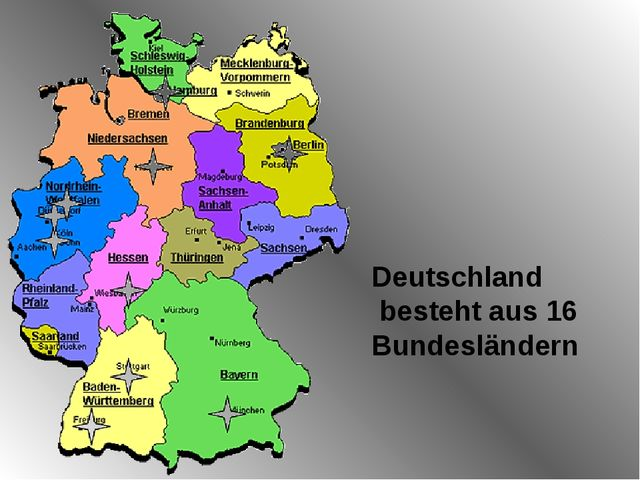 Kiel
Schleswig-
Holstein
Mecklenburg-
Vorpommern
Hamburg
Schwerin
Bremen
Brandenburg
Niedersachsen
Berlin
Potsdam
Magdeburg
Nordrhein-
Sachsen-
Anhalt
Leipzig
Dresden
Erfurt
Köln
Aachen
Jena
Sachsen
Hessen
Thüringen
Rheinland-
Pfalz
Mainz
Würzburg
Saarland
Saarbrücken
Nürnberg
Stuttgart
Bayern
Baden-
Württemberg
München
Deutschland
besteht aus 16
Bundesländern